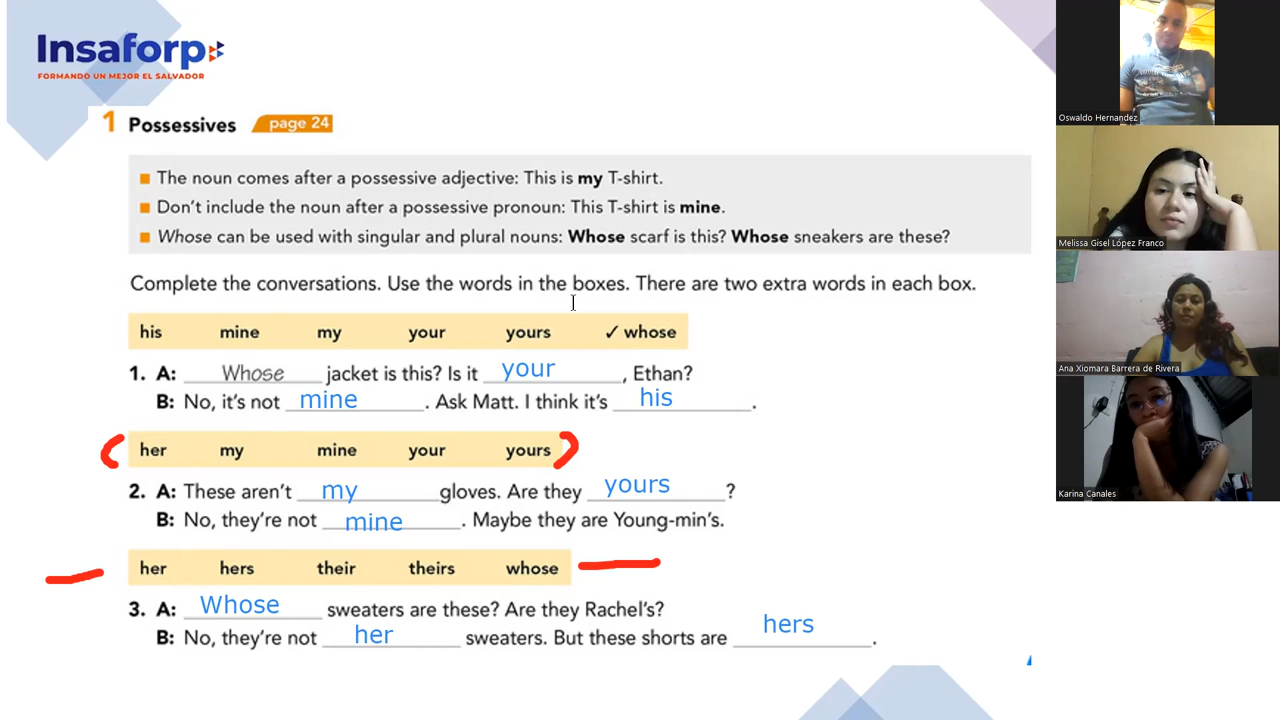 Insaforp
FORMANDO UN MEJOR EL SALVADOR
1 Possessives page 24
■ The noun comes after a possessive adjective: This is my T-shirt.
■ Don't include the noun after a possessive pronoun: This T-shirt is mine.
■ Whose can be used with singular and plural nouns: Whose scarf is this? Whose sneakers are these?
Complete the conversations. Use the words in the boxes. There are two extra words in each box.
his mine my your yours ✓ whose
1. A: Whose jacket is this? Is it your, Ethan?
B: No, it's not mine. Ask Matt. I think it's his.
( her my mine your yours )
2. A: These aren't my gloves. Are they yours?
B: No, they're not mine. Maybe they are Young-min's.
her hers their theirs whose
3. A: Whose sweaters are these? Are they Rachel's?
B: No, they're not her sweaters. But these shorts are hers.
Oswaldo Hernandez
Melissa Gisel López Franco
Ana Xiomara Barrera de Rivera
Karina Canales